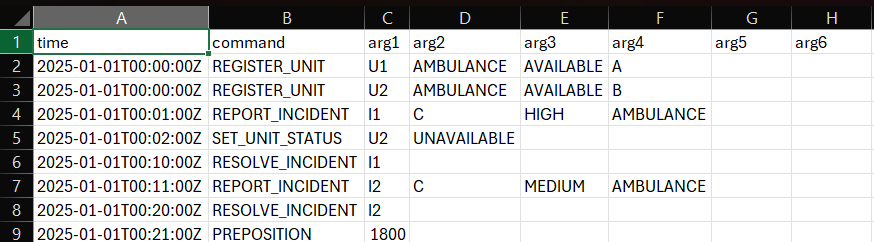 A B C D E F G H
1 time command arg1 arg2 arg3 arg4 arg5 arg6
2 2025-01-01T00:00:00Z REGISTER_UNIT U1 AMBULANCE AVAILABLE A
3 2025-01-01T00:00:00Z REGISTER_UNIT U2 AMBULANCE AVAILABLE B
4 2025-01-01T00:01:00Z REPORT_INCIDENT I1 C HIGH AMBULANCE
5 2025-01-01T00:02:00Z SET_UNIT_STATUS U2 UNAVAILABLE
6 2025-01-01T00:10:00Z RESOLVE_INCIDENT I1
7 2025-01-01T00:11:00Z REPORT_INCIDENT I2 C MEDIUM AMBULANCE
8 2025-01-01T00:20:00Z RESOLVE_INCIDENT I2
9 2025-01-01T00:21:00Z PREPOSITION 1800